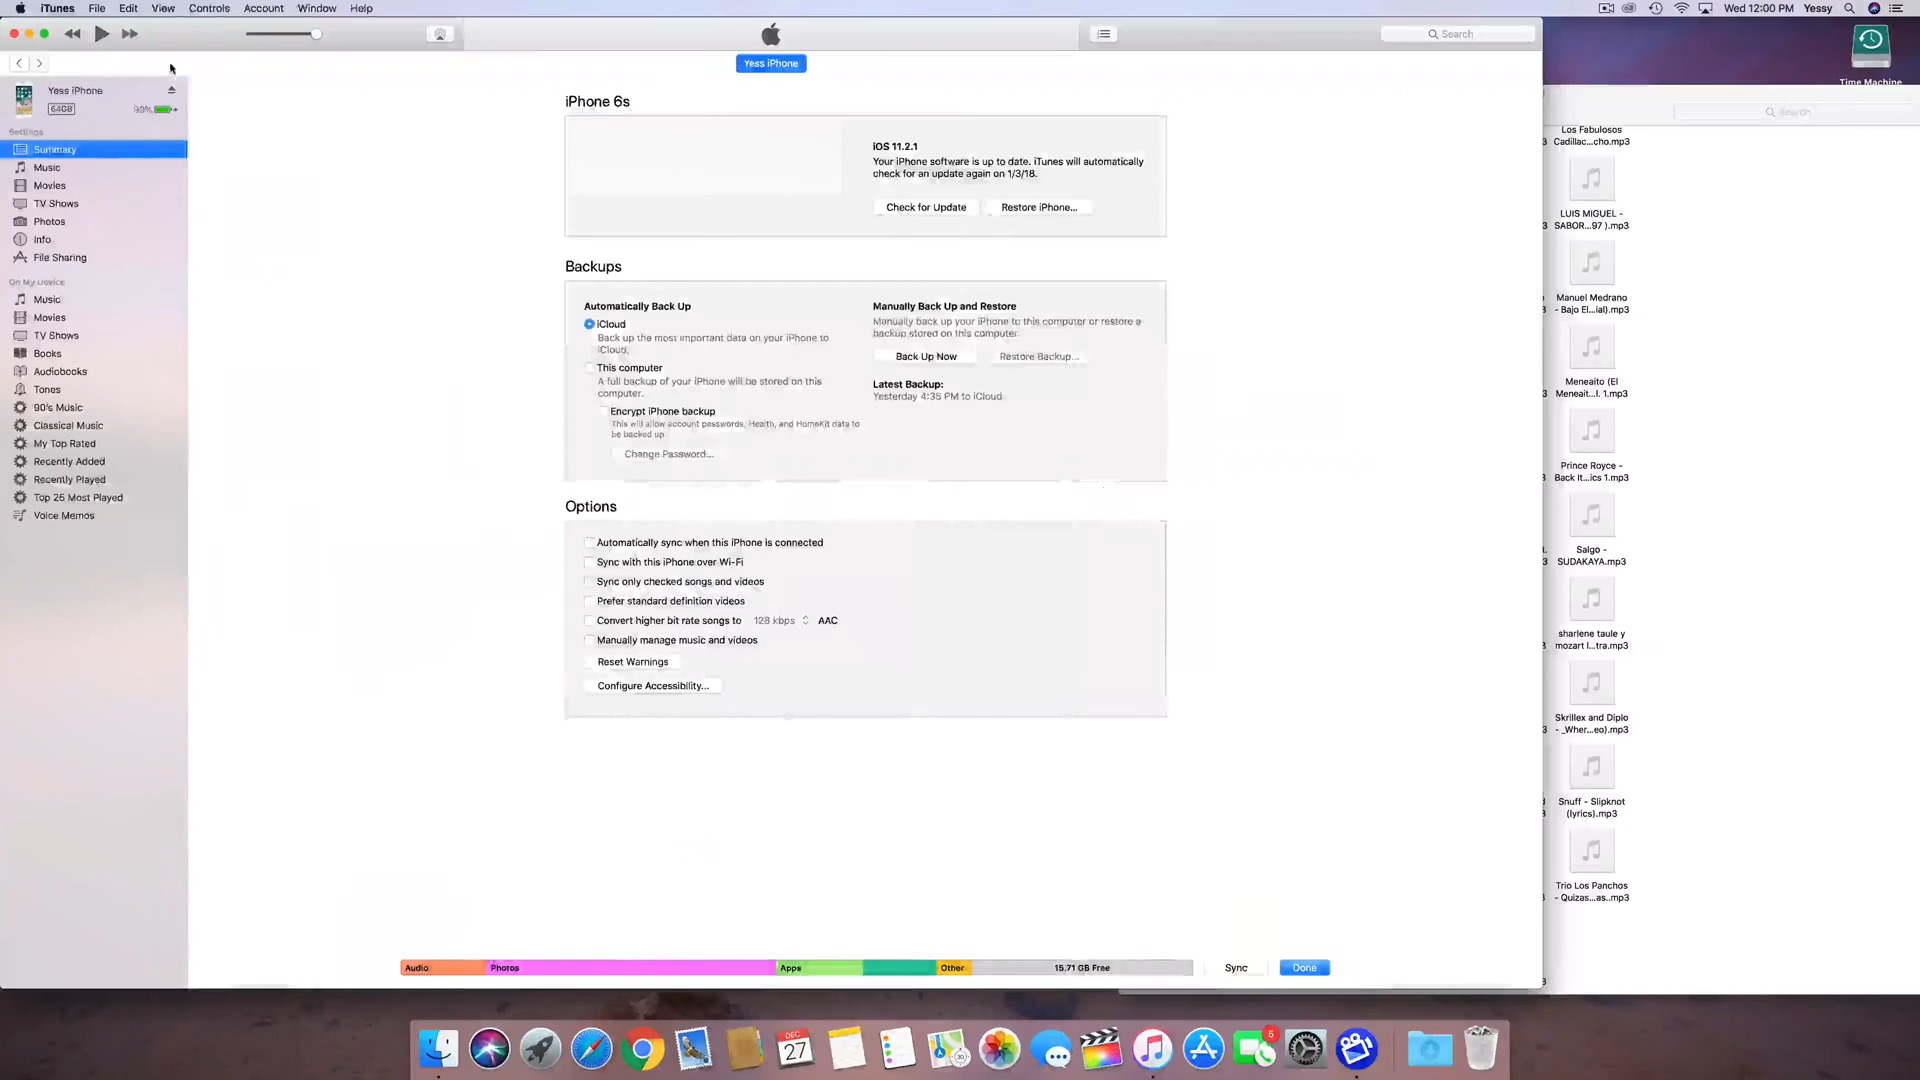 iTunes File Edit View Controls Account Window Help
Wed 12:00 PM Yessy
Search
Yess iPhone
Time Machine
Yess iPhone
64GB 99%
Settings
Summary
Music
Movies
TV Shows
Photos
Info
File Sharing
On My Device
Music
Movies
TV Shows
Books
Audiobooks
Tones
90's Music
Classical Music
My Top Rated
Recently Added
Recently Played
Top 25 Most Played
Voice Memos
iPhone 6s
iOS 11.2.1
Your iPhone software is up to date. iTunes will automatically
check for an update again on 1/3/18.
Check for Update Restore iPhone...
Backups
Automatically Back Up
iCloud
Back up the most important data on your iPhone to
iCloud.
This computer
A full backup of your iPhone will be stored on this
computer.
Encrypt iPhone backup
This will allow account passwords, Health, and HomeKit data to
be backed up.
Change Password...
Manually Back Up and Restore
Manually back up your iPhone to this computer or restore a
backup stored on this computer.
Back Up Now Restore Backup...
Latest Backup:
Yesterday 4:35 PM to iCloud
Options
Automatically sync when this iPhone is connected
Sync with this iPhone over Wi-Fi
Sync only checked songs and videos
Prefer standard definition videos
Convert higher bit rate songs to 128 kbps AAC
Manually manage music and videos
Reset Warnings
Configure Accessibility...
Audio Photos Apps Other 15.71 GB Free Sync Done
Search
Los Fabulosos
Cadillac...cho.mp3
LUIS MIGUEL -
SABOR...97 ).mp3
Manuel Medrano
- Bajo El...ial).mp3
Meneaito (El
Meneait...l. 1.mp3
Prince Royce -
Back It...ics 1.mp3
Salgo -
SUDAKAYA.mp3
sharlene taule y
mozart l...tra.mp3
Skrillex and Diplo
- _Wher...eo).mp3
Snuff - Slipknot
(lyrics).mp3
Trio Los Panchos
- Quizas...as..mp3
DEC
27
30
5